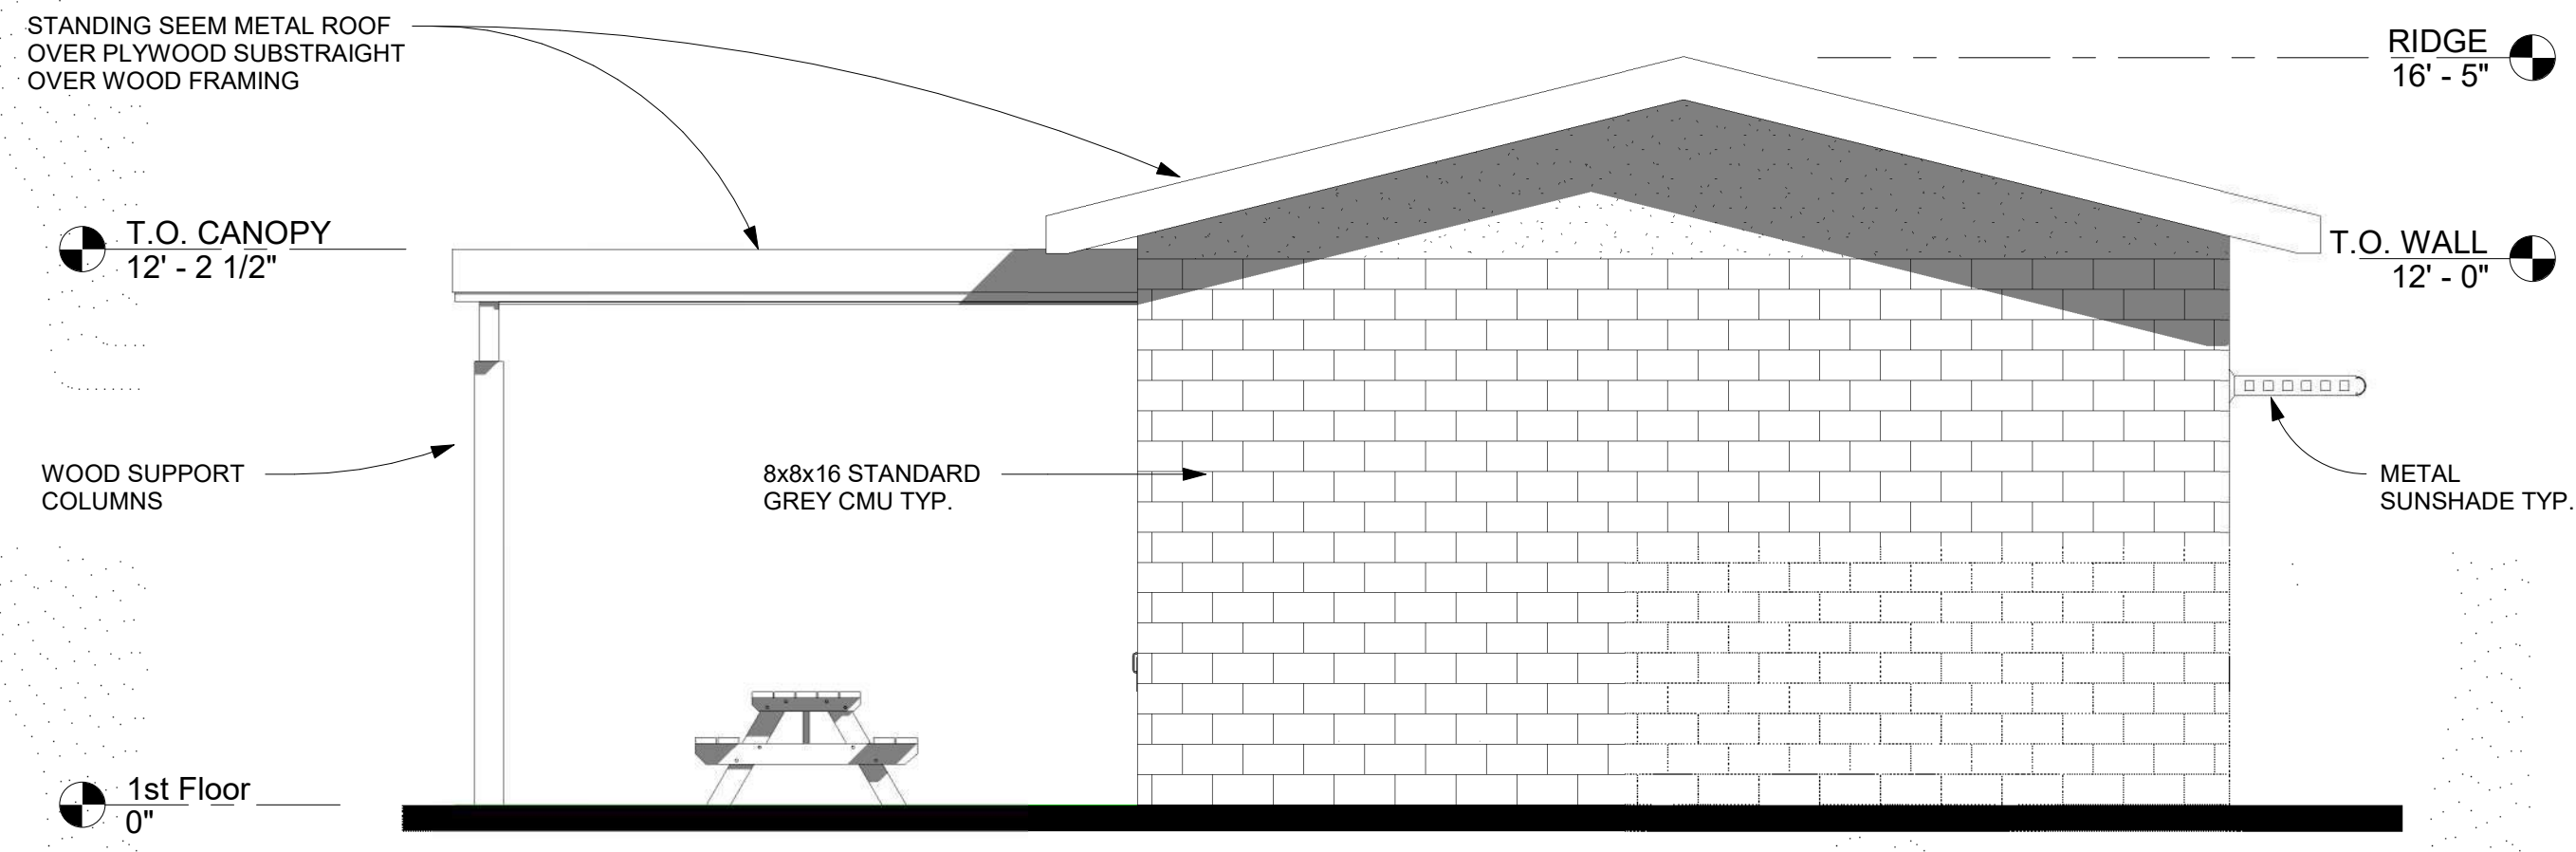 STANDING SEEM METAL ROOF
OVER PLYWOOD SUBSTRAIGHT
OVER WOOD FRAMING
RIDGE
16' - 5"
T.O. CANOPY
12' - 2 1/2"
T.O. WALL
12' - 0"
WOOD SUPPORT
COLUMNS
8x8x16 STANDARD
GREY CMU TYP.
METAL
SUNSHADE TYP.
1st Floor
0"